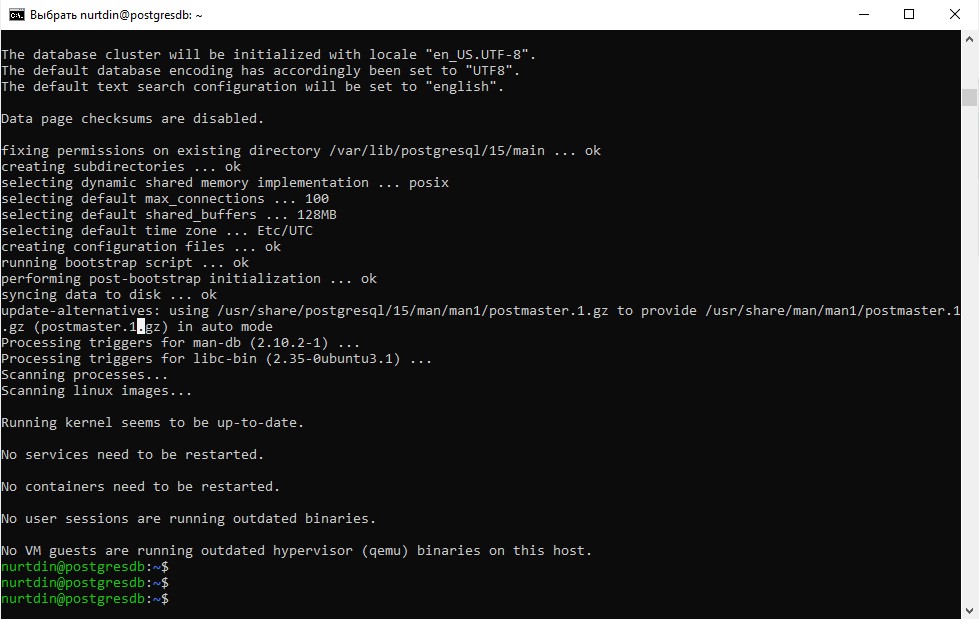 Выбрать nurtdin@postgresdb: ~
The database cluster will be initialized with locale "en_US.UTF-8".
The default database encoding has accordingly been set to "UTF8".
The default text search configuration will be set to "english".
Data page checksums are disabled.
fixing permissions on existing directory /var/lib/postgresql/15/main ... ok
creating subdirectories ... ok
selecting dynamic shared memory implementation ... posix
selecting default max_connections ... 100
selecting default shared_buffers ... 128MB
selecting default time zone ... Etc/UTC
creating configuration files ... ok
running bootstrap script ... ok
performing post-bootstrap initialization ... ok
syncing data to disk ... ok
update-alternatives: using /usr/share/postgresql/15/man/man1/postmaster.1.gz to provide /usr/share/man/man1/postmaster.1
.gz (postmaster.1.gz) in auto mode
Processing triggers for man-db (2.10.2-1) ...
Processing triggers for libc-bin (2.35-0ubuntu3.1) ...
Scanning processes...
Scanning linux images...
Running kernel seems to be up-to-date.
No services need to be restarted.
No containers need to be restarted.
No user sessions are running outdated binaries.
No VM guests are running outdated hypervisor (qemu) binaries on this host.
nurtdin@postgresdb:~$
nurtdin@postgresdb:~$
nurtdin@postgresdb:~$